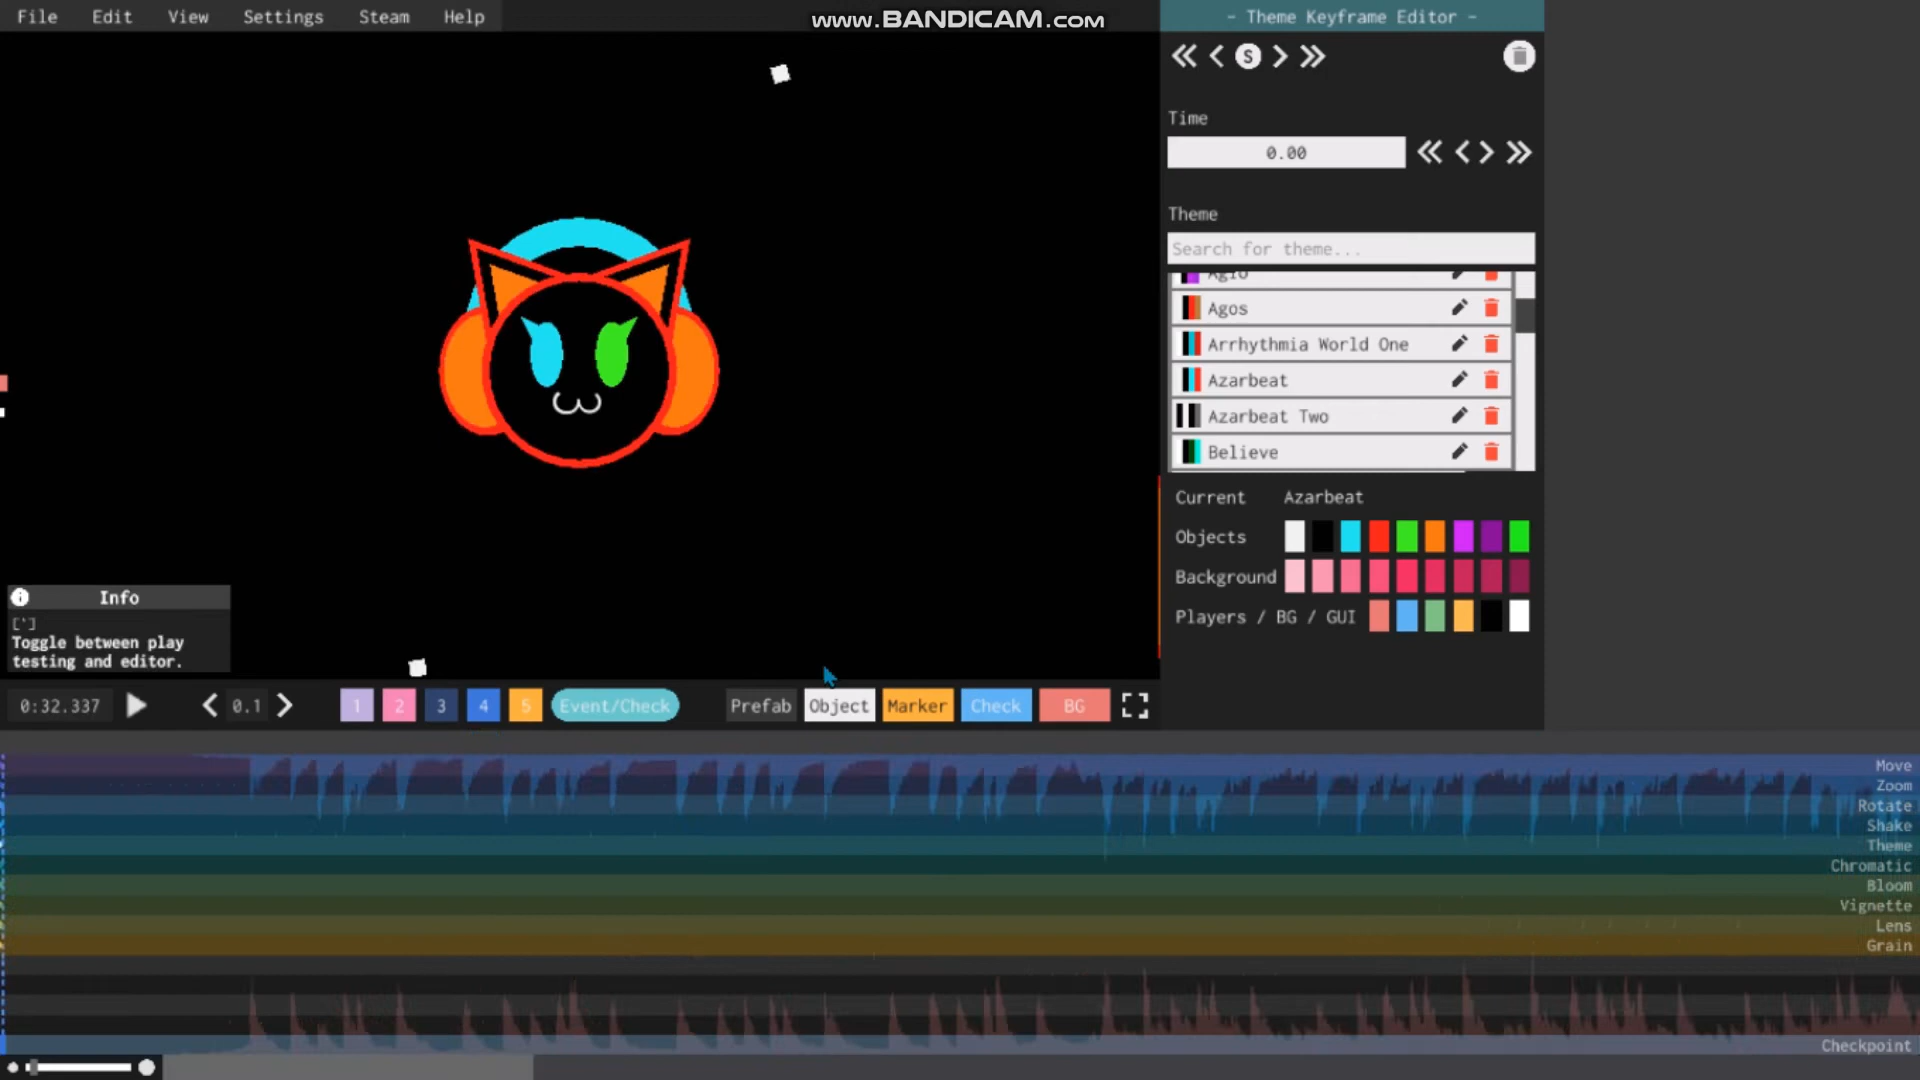 File Edit View Settings Steam Help
www.BANDICAM.com
- Theme Keyframe Editor -
S
Time
0.00
Theme
Search for theme...
Agio
Agos
Arrhythmia World One
Azarbeat
Azarbeat Two
Believe
Current Azarbeat
Objects
Background
Players / BG / GUI
Info
[`]
Toggle between play
testing and editor.
0:32.337 0.1 1 2 3 4 5 Event/Check Prefab Object Marker Check BG
Move
Zoom
Rotate
Shake
Theme
Chromatic
Bloom
Vignette
Lens
Grain
Checkpoint